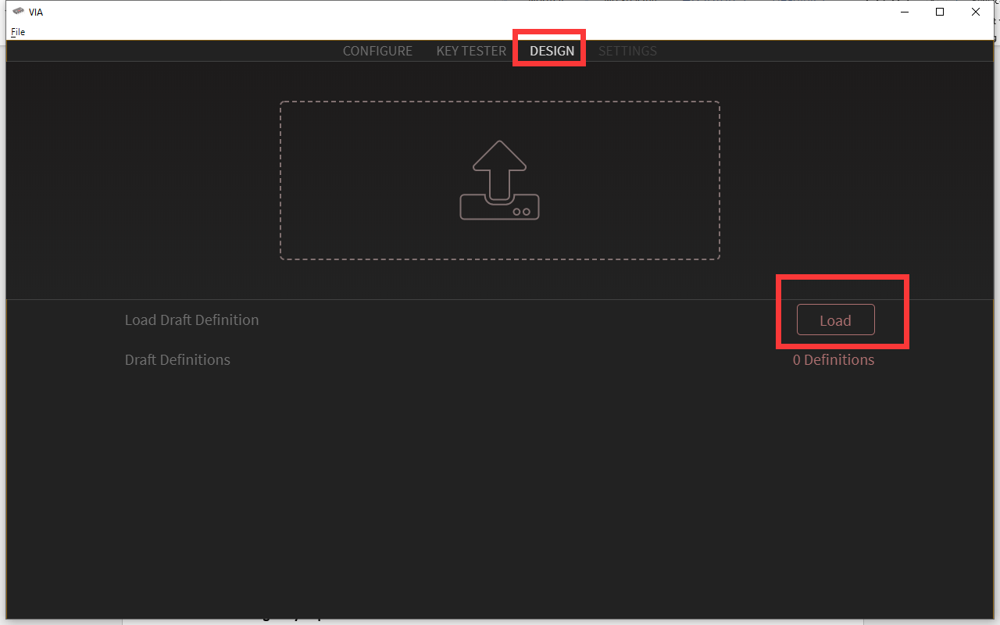 VIA
File
CONFIGURE KEY TESTER DESIGN SETTINGS
Load Draft Definition Load
Draft Definitions 0 Definitions